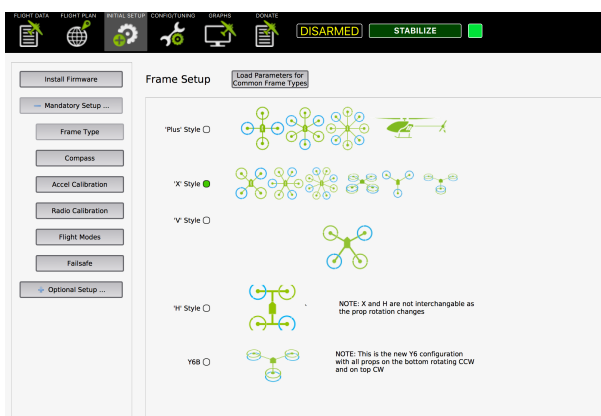 FLIGHT DATA
FLIGHT PLAN
INITIAL SETUP
CONFIG/TUNING
GRAPHS
DONATE
DISARMED
STABILIZE
Install Firmware
Mandatory Setup ...
Frame Type
Compass
Accel Calibration
Radio Calibration
Flight Modes
Failsafe
Optional Setup ...
Frame Setup
Load Parameters for
Common Frame Types
'Plus' Style
'X' Style
'V' Style
'H' Style
NOTE: X and H are not interchangeable as
the prop rotation changes
Y6B
NOTE: This is the new Y6 configuration
with all props on the bottom rotating CCW
and on top CW